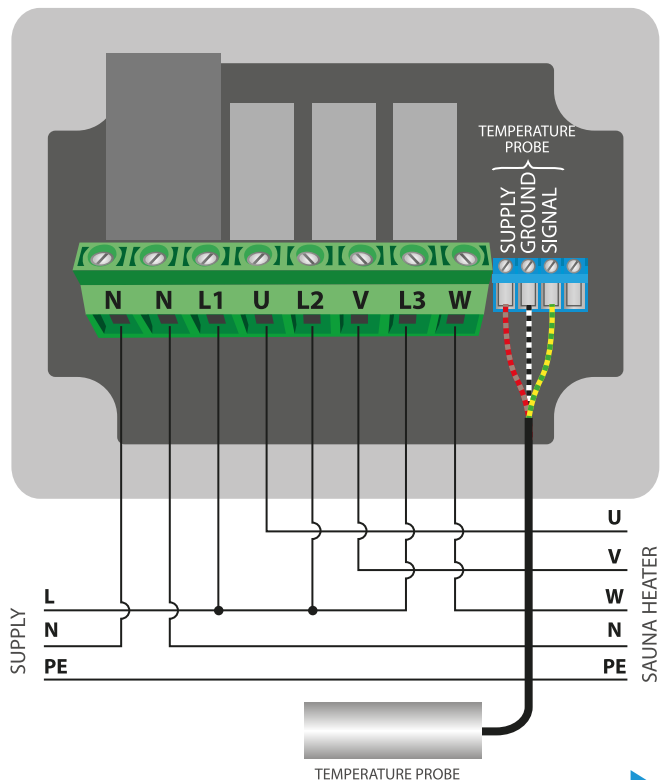 TEMPERATURE
PROBE
SUPPLY
GROUND
SIGNAL
N N L1 U L2 V L3 W
U
V
L W
N N
PE PE
SUPPLY
SAUNA HEATER
TEMPERATURE PROBE